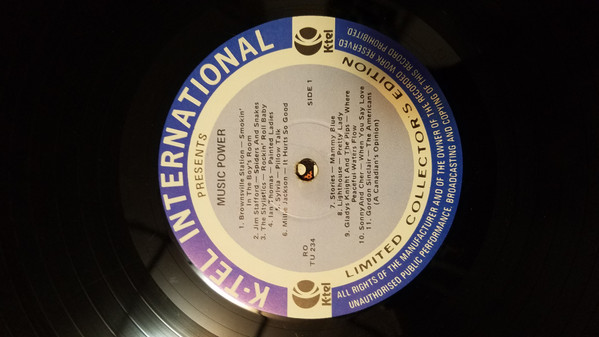 K-TEL INTERNATIONAL
PRESENTS
MUSIC POWER
K-tel
1. Brownsville Station — Smokin'
In The Boy's Room
2. Jim Stafford — Spiders And Snakes
3. The Stylistics — Rockin' Roll Baby
4. Ian Thomas — Painted Ladies
5. Sylvia — Pillow Talk
6. Millie Jackson — It Hurts So Good
RO
TU 234
SIDE 1
7. Stories — Mammy Blue
8. Lighthouse — Pretty Lady
9. Gladys Knight And The Pips — Where
Peaceful Waters Flow
10. Sonny And Cher — When You Say Love
11. Gordon Sinclair — The Americans
(A Canadian's Opinion)
LIMITED COLLECTOR'S EDITION
K-tel
ALL RIGHTS OF THE MANUFACTURER AND OF THE OWNER OF THE RECORDED WORK RESERVED
UNAUTHORISED PUBLIC PERFORMANCE BROADCASTING AND COPYING OF THIS RECORD PROHIBITED